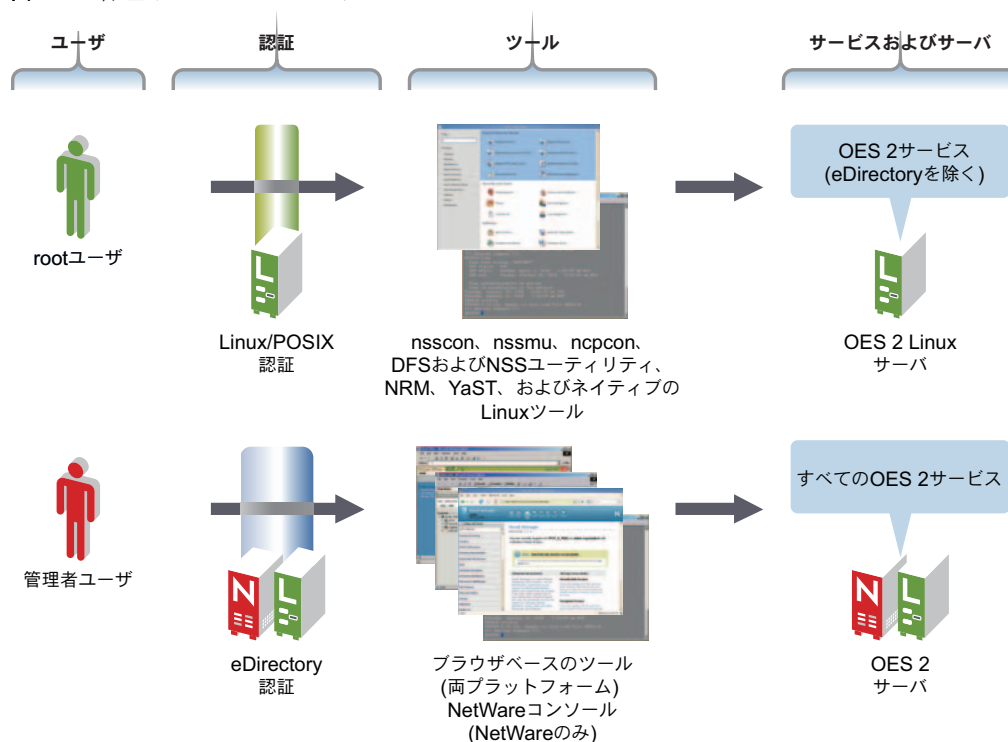 ユーザ
認証
ツール
サービスおよびサーバ
OES 2サービス
(eDirectoryを除く)
rootユーザ
L
L
Linux/POSIX
認証
nsscon、nssmu、ncpcon、
DFSおよびNSSユーティリティ、
NRM、YaST、およびネイティブの
Linuxツール
OES 2 Linux
サーバ
すべてのOES 2サービス
管理者ユーザ
N L
N L
eDirectory
認証
ブラウザベースのツール
(両プラットフォーム)
NetWareコンソール
(NetWareのみ)
OES 2
サーバ